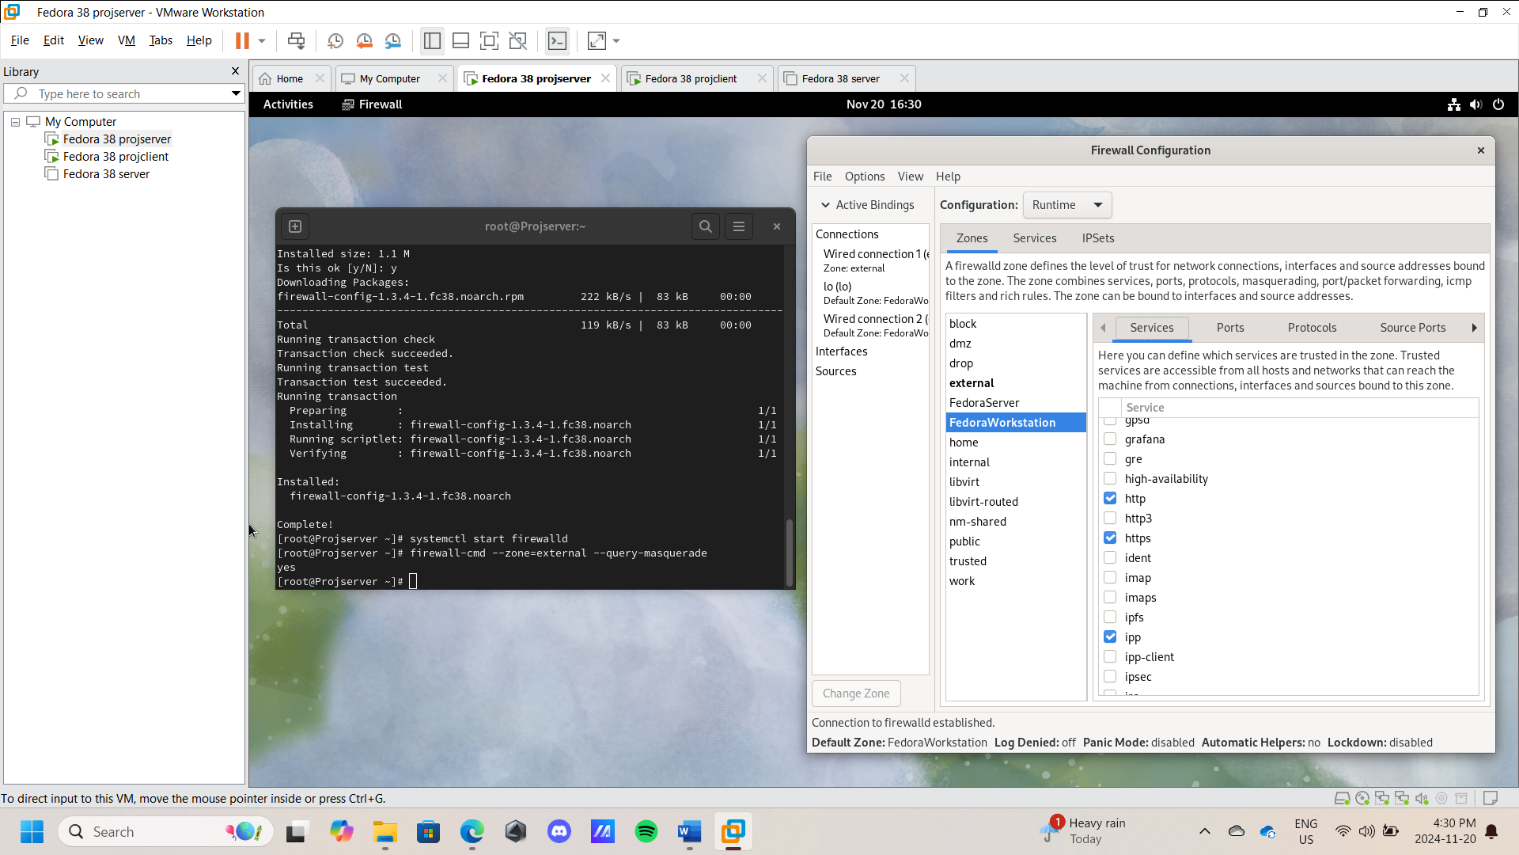 Fedora 38 projserver - VMware Workstation
File Edit View VM Tabs Help
Library
Type here to search
My Computer
Fedora 38 projserver
Fedora 38 projclient
Fedora 38 server
Home
My Computer
Fedora 38 projserver
Fedora 38 projclient
Fedora 38 server
Activities
Firewall
Nov 20 16:30
root@Projserver:~
Installed size: 1.1 M
Is this ok [y/N]: y
Downloading Packages:
firewall-config-1.3.4-1.fc38.noarch.rpm 222 kB/s | 83 kB 00:00
--------------------------------------------------------------------------------
Total 119 kB/s | 83 kB 00:00
Running transaction check
Transaction check succeeded.
Running transaction test
Transaction test succeeded.
Running transaction
Preparing : 1/1
Installing : firewall-config-1.3.4-1.fc38.noarch 1/1
Running scriptlet: firewall-config-1.3.4-1.fc38.noarch 1/1
Verifying : firewall-config-1.3.4-1.fc38.noarch 1/1
Installed:
firewall-config-1.3.4-1.fc38.noarch
Complete!
[root@Projserver ~]# systemctl start firewalld
[root@Projserver ~]# firewall-cmd --zone=external --query-masquerade
yes
[root@Projserver ~]#
Firewall Configuration
File Options View Help
Active Bindings
Configuration: Runtime
Connections
Wired connection 1 (e
Zone: external
lo (lo)
Default Zone: FedoraWo
Wired connection 2 (
Default Zone: FedoraWo
Interfaces
Sources
Change Zone
Zones Services IPSets
A firewalld zone defines the level of trust for network connections, interfaces and source addresses bound
to the zone. The zone combines services, ports, protocols, masquerading, port/packet forwarding, icmp
filters and rich rules. The zone can be bound to interfaces and source addresses.
block
dmz
drop
external
FedoraServer
FedoraWorkstation
home
internal
libvirt
libvirt-routed
nm-shared
public
trusted
work
Services Ports Protocols Source Ports
Here you can define which services are trusted in the zone. Trusted
services are accessible from all hosts and networks that can reach the
machine from connections, interfaces and sources bound to this zone.
Service
gpsd
grafana
gre
high-availability
http
http3
https
ident
imap
imaps
ipfs
ipp
ipp-client
ipsec
Connection to firewalld established.
Default Zone: FedoraWorkstation Log Denied: off Panic Mode: disabled Automatic Helpers: no Lockdown: disabled
To direct input to this VM, move the mouse pointer inside or press Ctrl+G.
Search
1
Heavy rain
Today
ENG
US
4:30 PM
2024-11-20